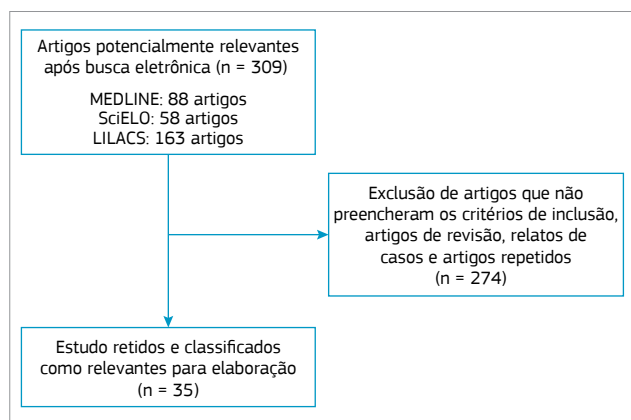 Artigos potencialmente relevantes
após busca eletrônica (n = 309)
MEDLINE: 88 artigos
SciELO: 58 artigos
LILACS: 163 artigos
Exclusão de artigos que não
preencheram os critérios de inclusão,
artigos de revisão, relatos de
casos e artigos repetidos
(n = 274)
Estudo retidos e classificados
como relevantes para elaboração
(n = 35)